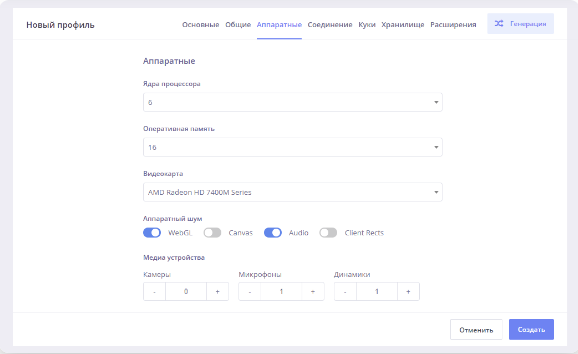 Новый профиль Основные Общие Аппаратные Соединение Куки Хранилище Расширения Генерация
Аппаратные
Ядра процессора
6
Оперативная память
16
Видеокарта
AMD Radeon HD 7400M Series
Аппаратный шум
WebGL Canvas Audio Client Rects
Медиа устройства
Камеры Микрофоны Динамики
- 0 + - 1 + - 1 +
Отменить Создать